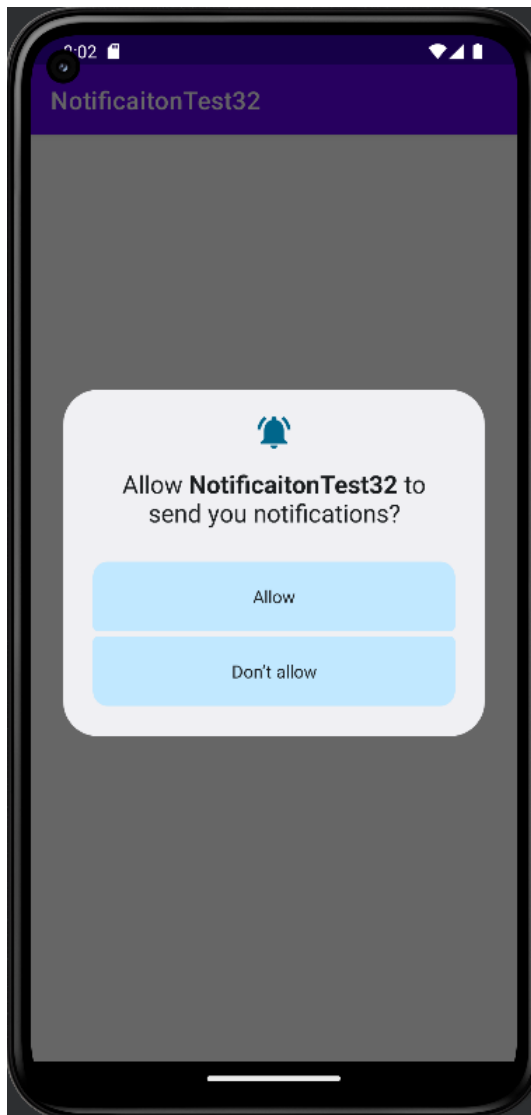 NotificaitonTest32
Allow NotificaitonTest32 to
send you notifications?
Allow
Don't allow